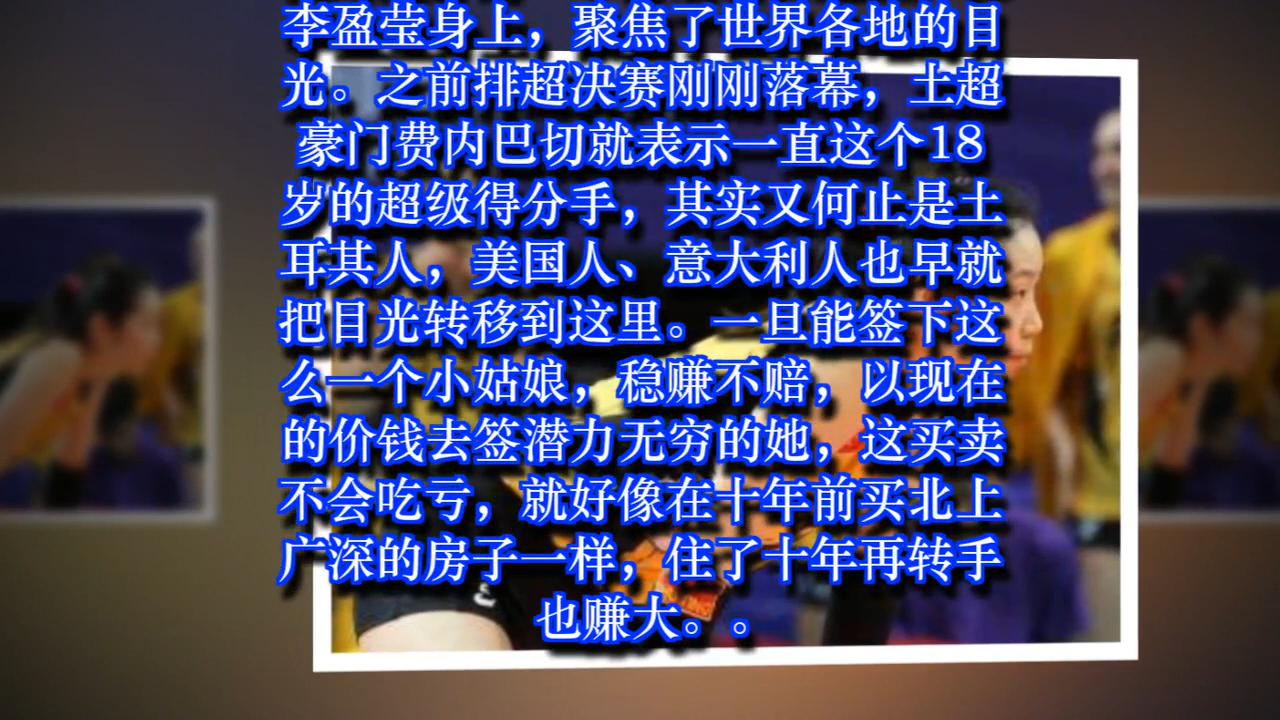 李盈莹身上，聚焦了世界各地的目
光。之前排超决赛刚刚落幕，土超
豪门费内巴切就表示一直这个18
岁的超级得分手，其实又何止是土
耳其人，美国人、意大利人也早就
把目光转移到这里。一旦能签下这
么一个小姑娘，稳赚不赔，以现在
的价钱去签潜力无穷的她，这买卖
不会吃亏，就好像在十年前买北上
广深的房子一样，住了十年再转手
也赚大。。